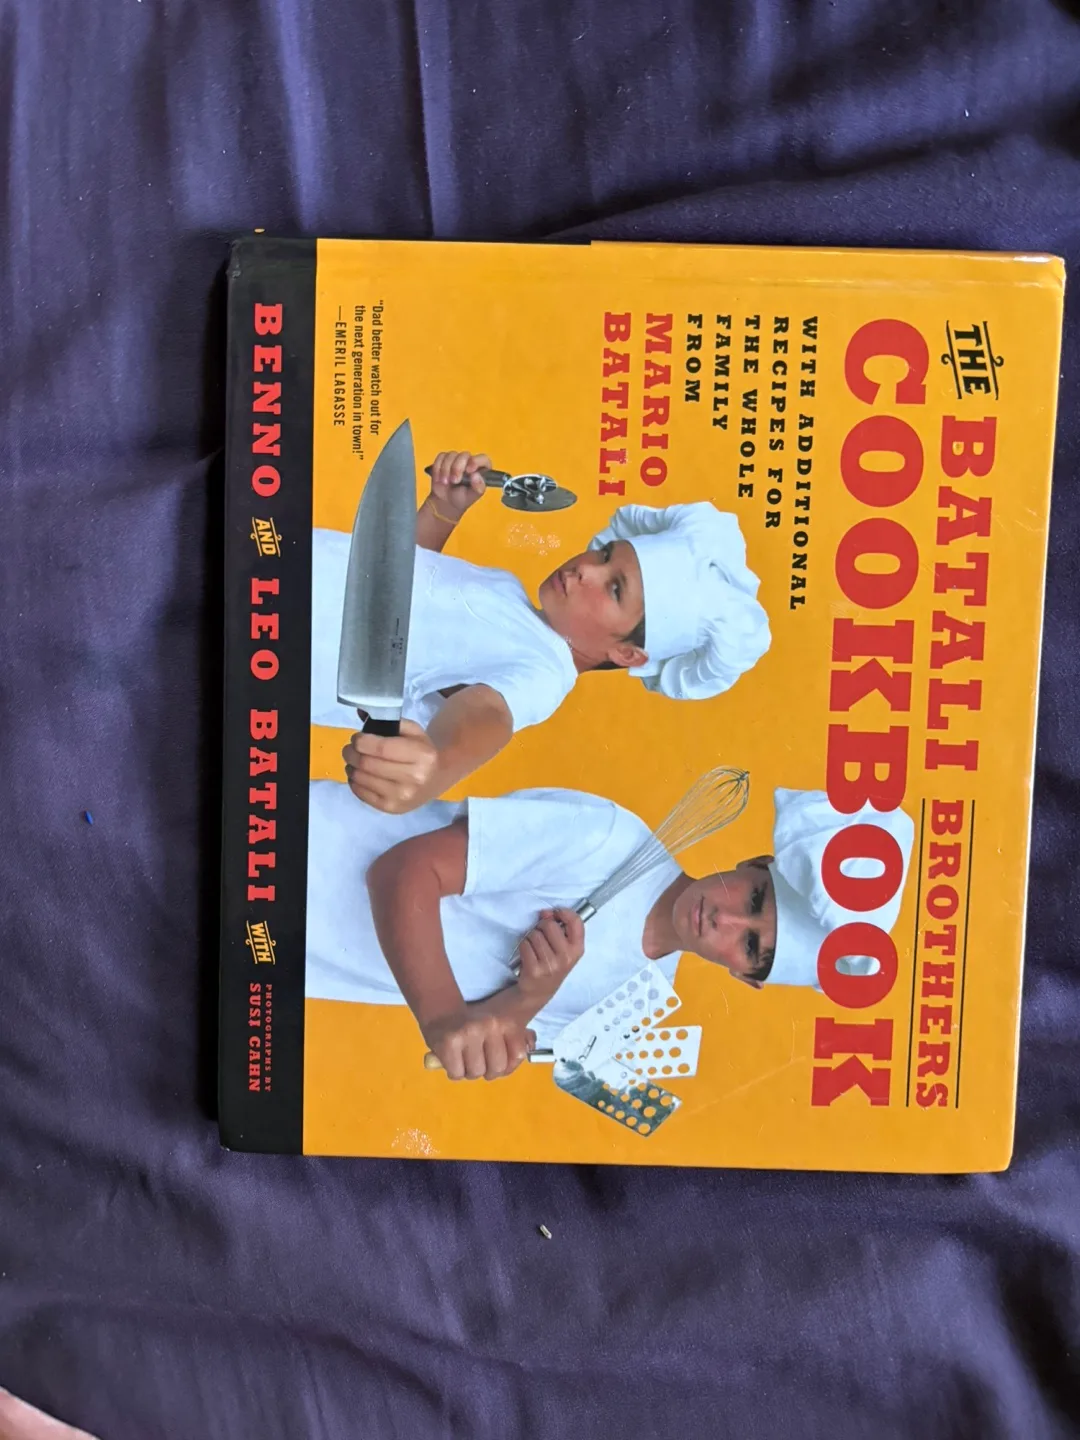 THE BATALI BROTHERS
COOKBOOK
WITH ADDITIONAL
RECIPES FOR
THE WHOLE
FAMILY
FROM
MARIO
BATALI
"Dad better watch out for
the next generation in town!"
—EMERIL LAGASSE
BENNO AND LEO BATALI WITH PHOTOGRAPHS BY
SUSI CAHN